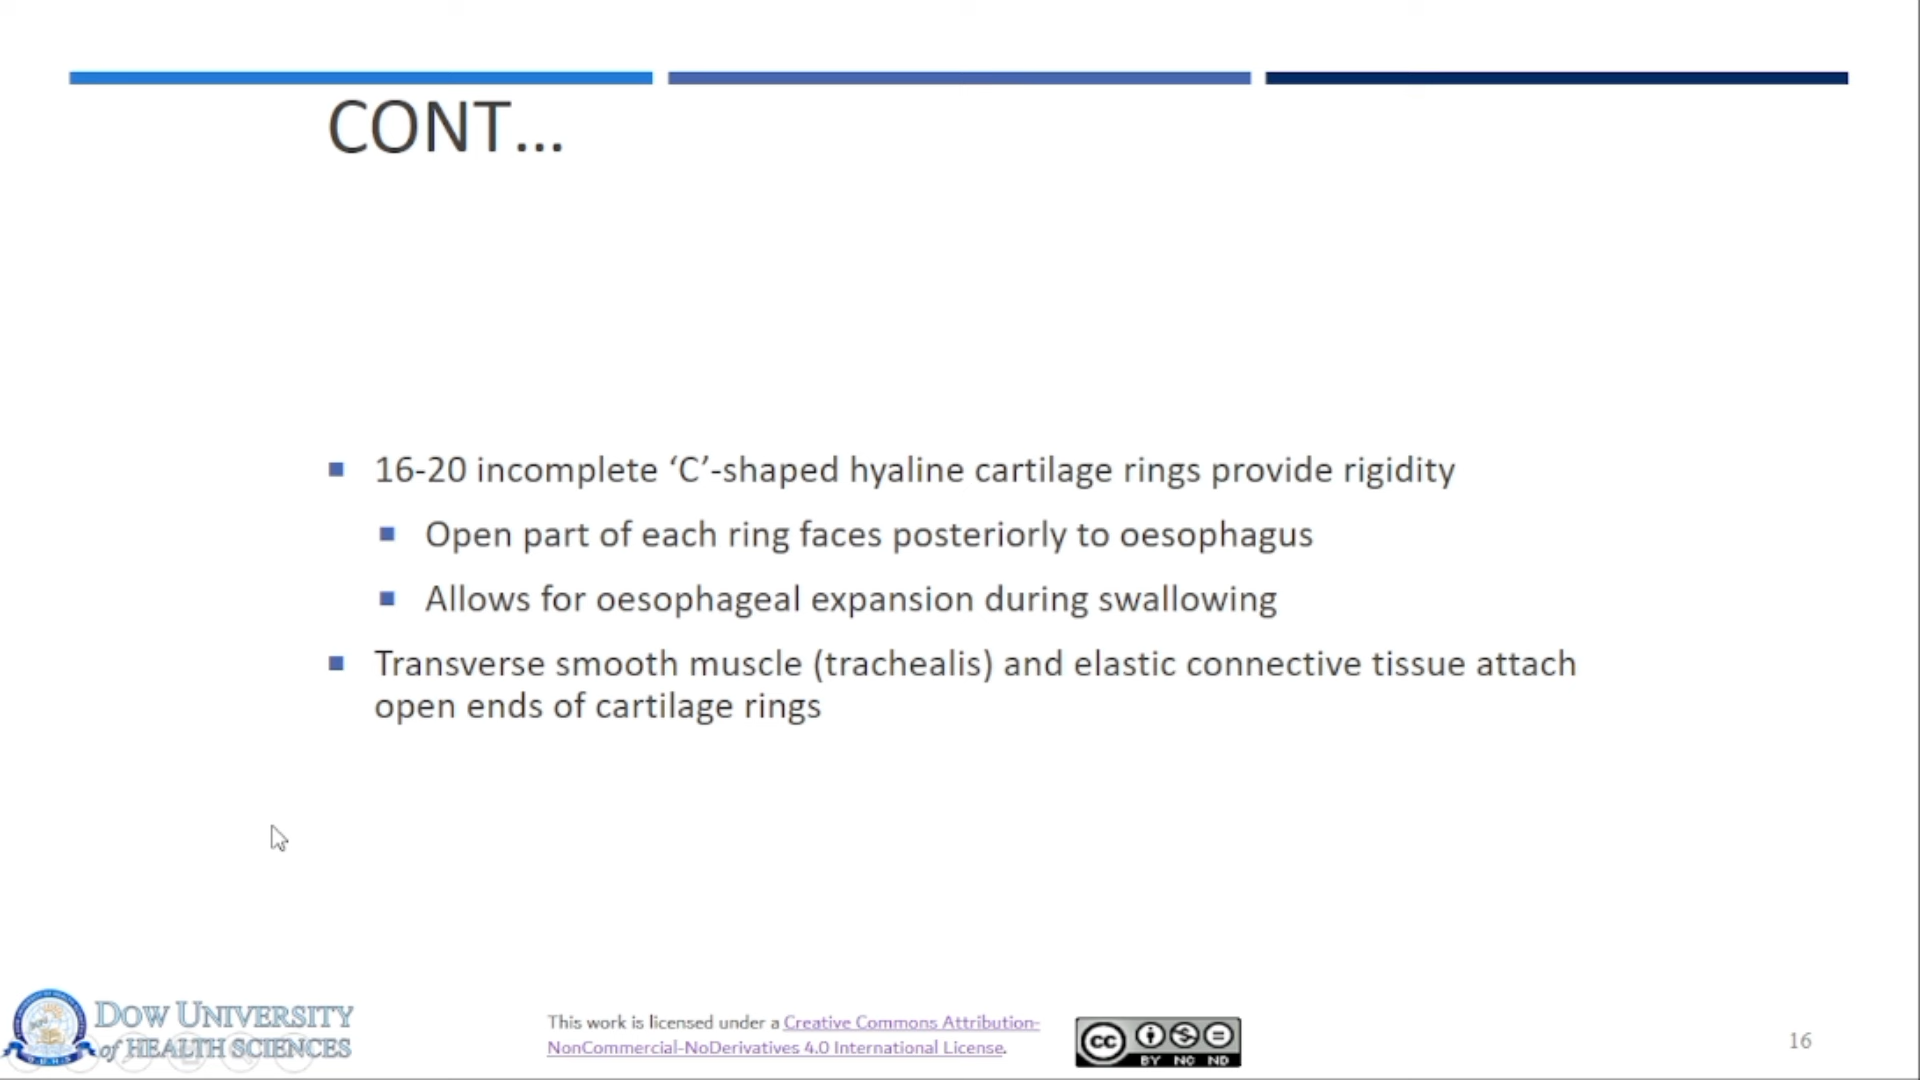 CONT...
16-20 incomplete ‘C’-shaped hyaline cartilage rings provide rigidity
Open part of each ring faces posteriorly to oesophagus
Allows for oesophageal expansion during swallowing
Transverse smooth muscle (trachealis) and elastic connective tissue attach
open ends of cartilage rings
DOW UNIVERSITY
of HEALTH SCIENCES
This work is licensed under a Creative Commons Attribution-
NonCommercial-NoDerivatives 4.0 International License.
cc
BY NC ND
16